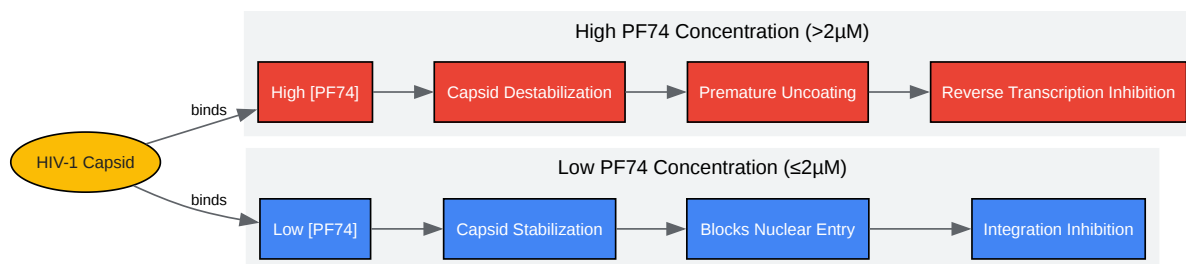 High PF74 Concentration (>2µM)
High [PF74]
Capsid Destabilization
Premature Uncoating
Reverse Transcription Inhibition
binds
HIV-1 Capsid
binds
Low PF74 Concentration (≤2µM)
Low [PF74]
Capsid Stabilization
Blocks Nuclear Entry
Integration Inhibition